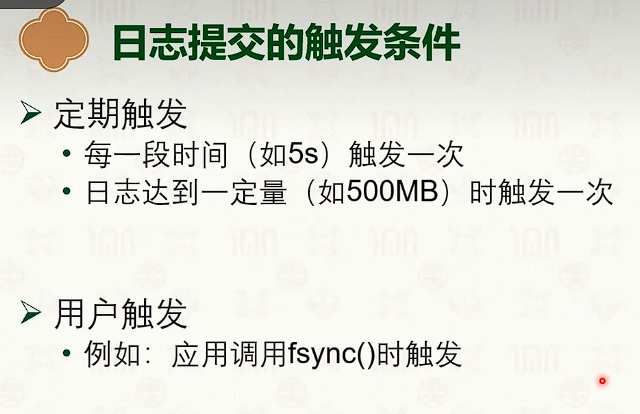 日志提交的触发条件
➢ 定期触发
• 每一段时间（如5s）触发一次
• 日志达到一定量（如500MB）时触发一次
➢ 用户触发
• 例如：应用调用fsync()时触发